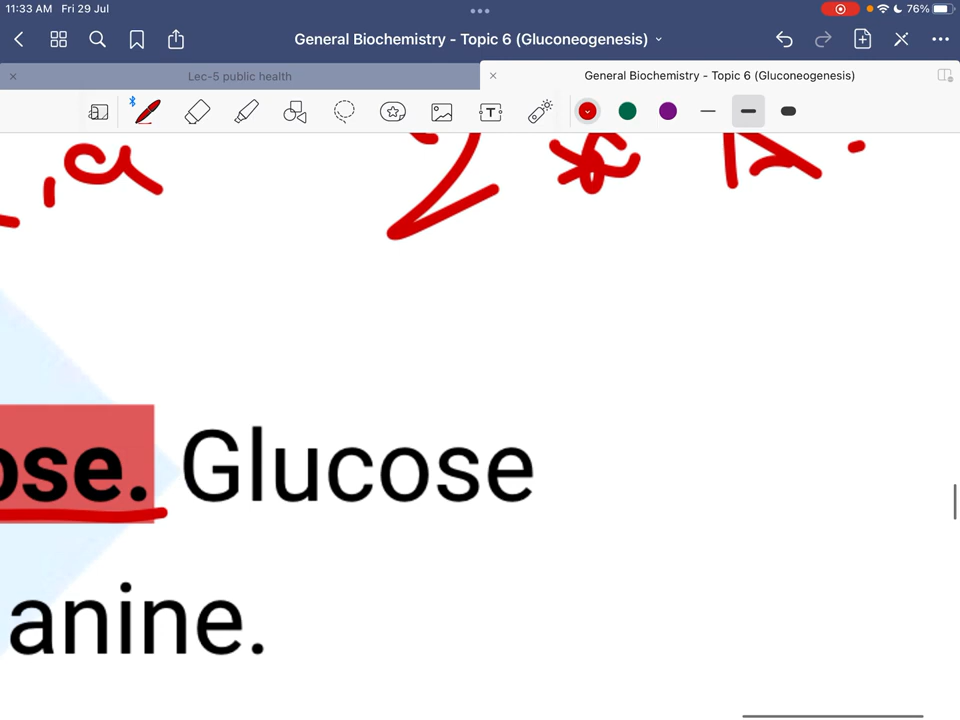 11:33 AM Fri 29 Jul
76%
General Biochemistry - Topic 6 (Gluconeogenesis)
Lec-5 public health
General Biochemistry - Topic 6 (Gluconeogenesis)
ose. Glucose
anine.